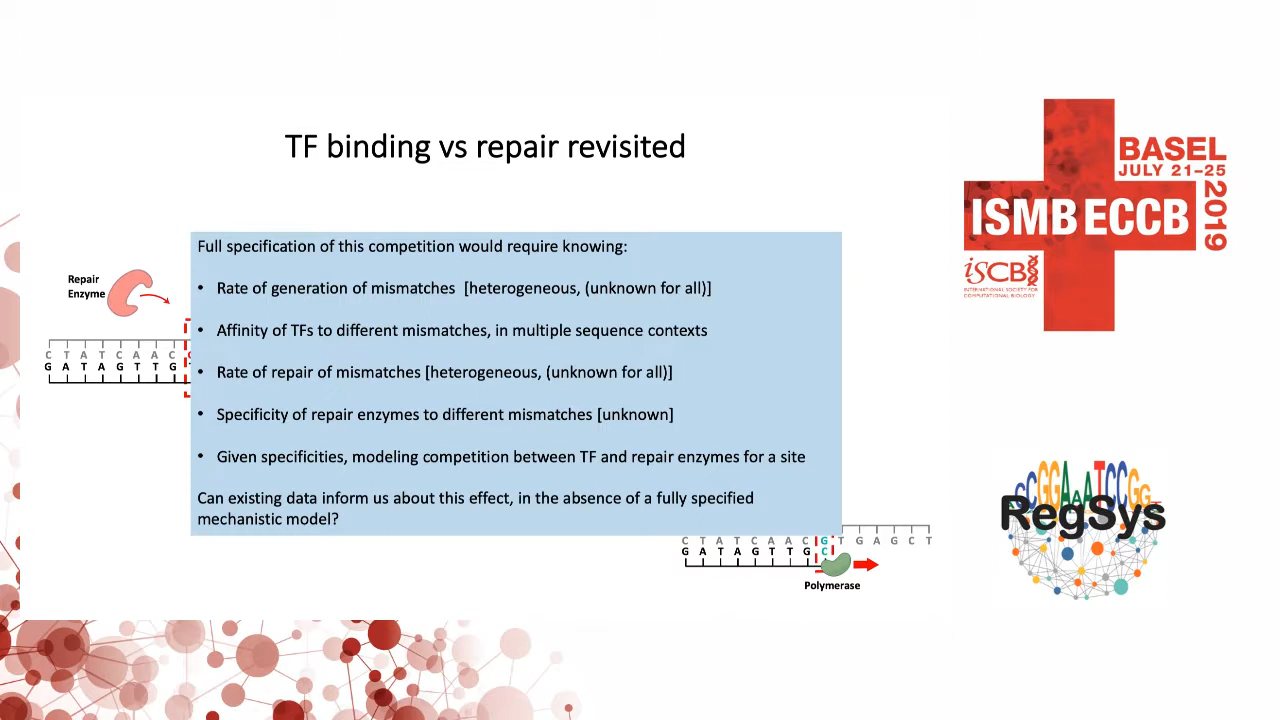 TF binding vs repair revisited
Full specification of this competition would require knowing:
• Rate of generation of mismatches [heterogeneous, (unknown for all)]
• Affinity of TFs to different mismatches, in multiple sequence contexts
• Rate of repair of mismatches [heterogeneous, (unknown for all)]
• Specificity of repair enzymes to different mismatches [unknown]
• Given specificities, modeling competition between TF and repair enzymes for a site
Can existing data inform us about this effect, in the absence of a fully specified
mechanistic model?
Repair
Enzyme
C T A T C A A C
G A T A G T T G
C T A T C A A C G T G A G C T
G A T A G T T G C
Polymerase
BASEL
JULY 21-25
2019
ISMB ECCB
ISCB
INTERNATIONAL SOCIETY FOR
COMPUTATIONAL BIOLOGY
GCGGAAATCCGG
RegSys